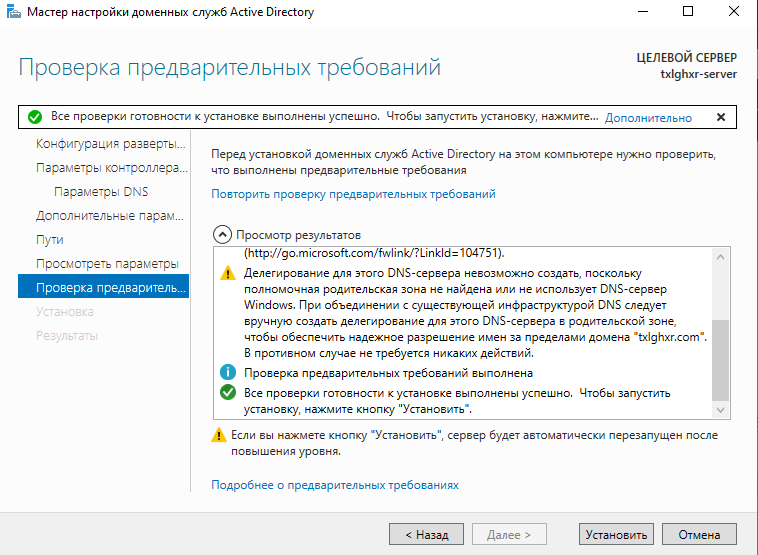 Мастер настройки доменных служб Active Directory
Проверка предварительных требований
ЦЕЛЕВОЙ СЕРВЕР
txlghxr-server
Все проверки готовности к установке выполнены успешно. Чтобы запустить установку, нажмите... Дополнительно
Конфигурация разверты...
Параметры контроллера...
Параметры DNS
Дополнительные парам...
Пути
Просмотреть параметры
Проверка предваритель...
Установка
Результаты
Перед установкой доменных служб Active Directory на этом компьютере нужно проверить,
что выполнены предварительные требования
Повторить проверку предварительных требований
Просмотр результатов
(http://go.microsoft.com/fwlink/?LinkId=104751).
Делегирование для этого DNS-сервера невозможно создать, поскольку
полномочная родительская зона не найдена или не использует DNS-сервер
Windows. При объединении с существующей инфраструктурой DNS следует
вручную создать делегирование для этого DNS-сервера в родительской зоне,
чтобы обеспечить надежное разрешение имен за пределами домена "txlghxr.com".
В противном случае не требуется никаких действий.
Проверка предварительных требований выполнена
Все проверки готовности к установке выполнены успешно. Чтобы запустить
установку, нажмите кнопку "Установить".
Если вы нажмете кнопку "Установить", сервер будет автоматически перезапущен после
повышения уровня.
Подробнее о предварительных требованиях
< Назад
Далее >
Установить
Отмена